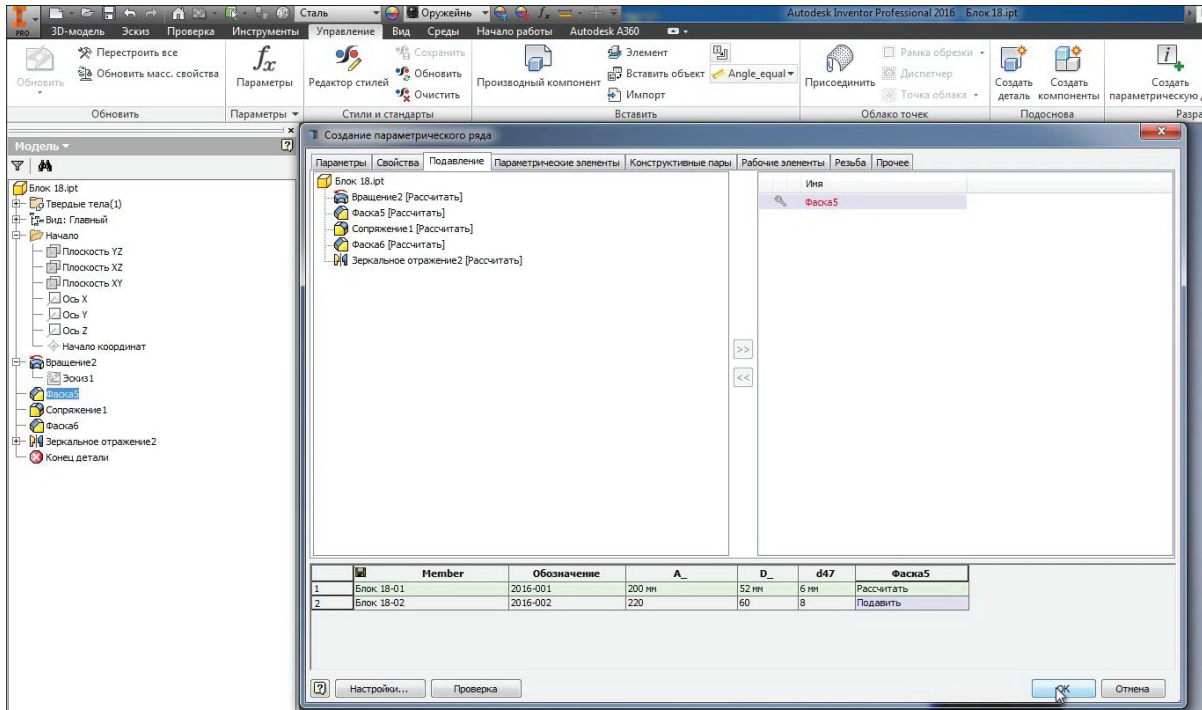 Сталь Оружейнь Autodesk Inventor Professional 2016 Блок 18.ipt
PRO 3D-модель Эскиз Проверка Инструменты Управление Вид Среды Начало работы Autodesk A360
Обновить
Перестроить все
Обновить масс. свойства
Обновить
fx
Параметры
Параметры
Редактор стилей
Сохранить
Обновить
Очистить
Стили и стандарты
Производный компонент
Элемент
Вставить объект
Импорт
Angle_equal
Вставить
Присоединить
Рамка обрезки
Диспетчер
Точка облака
Облако точек
Создать деталь
Создать компоненты
Подоснова
Создать
параметрическую
Разра
Модель
Блок 18.ipt
Твердые тела(1)
Вид: Главный
Начало
Плоскость YZ
Плоскость XZ
Плоскость XY
Ось X
Ось Y
Ось Z
Начало координат
Вращение2
Эскиз1
Фаска5
Сопряжение1
Фаска6
Зеркальное отражение2
Конец детали
Создание параметрического ряда
Параметры Свойства Подавление Параметрические элементы Конструктивные пары Рабочие элементы Резьба Прочее
Блок 18.ipt
Вращение2 [Рассчитать]
Фаска5 [Рассчитать]
Сопряжение1 [Рассчитать]
Фаска6 [Рассчитать]
Зеркальное отражение2 [Рассчитать]
>>
<<
Имя
Фаска5
Member Обозначение A_ D_ d47 Фаска5
1 Блок 18-01 2016-001 200 мм 52 мм 6 мм Рассчитать
2 Блок 18-02 2016-002 220 60 8 Подавить
Настройки... Проверка OK Отмена